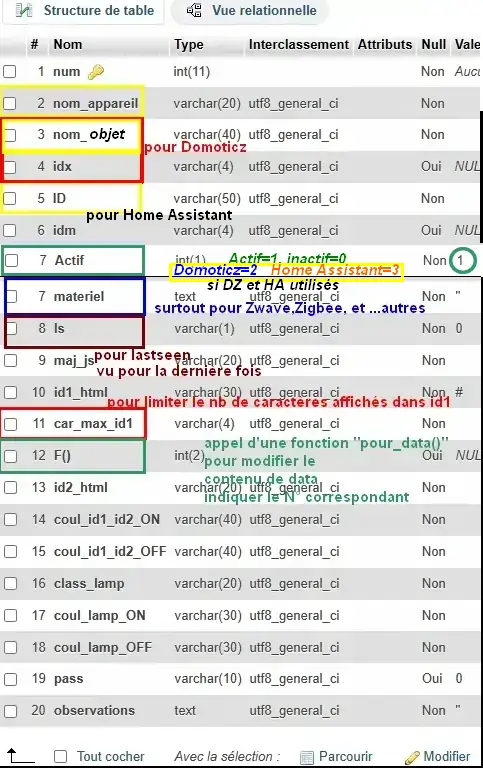 Structure de table Vue relationnelle
# Nom Type Interclassement Attributs Null Vale
1 num int(11) Non Aucu
2 nom_appareil varchar(20) utf8_general_ci Non
3 nom_objet varchar(40) utf8_general_ci Non
pour Domoticz
4 idx varchar(4) utf8_general_ci Oui NUL
5 ID varchar(50) utf8_general_ci Non
pour Home Assistant
6 idm varchar(4) utf8_general_ci Oui NUL
7 Actif int(1) Actif=1, inactif=0 Non 1
Domoticz=2 Home Assistant=3
si DZ et HA utilisés
7 materiel text utf8_general_ci Non "
surtout pour Zwave,Zigbee, et ...autres
8 ls varchar(1) utf8_general_ci Non 0
pour lastseen
9 maj_js varchar(20) utf8_general_ci Non
vu pour la dernière fois
10 id1_html varchar(30) utf8_general_ci Non #
pour limiter le nb de caractères affichés dans id1
11 car_max_id1 varchar(4) utf8_general_ci Non
appel d'une fonction "pour_data()"
12 F() int(2) Oui NUL
pour modifier le
contenu de data
13 id2_html varchar(20) utf8_general_ci Non
indiquer le N° correspondant
14 coul_id1_id2_ON varchar(40) utf8_general_ci Non
15 coul_id1_id2_OFF varchar(40) utf8_general_ci Non
16 class_lamp varchar(20) utf8_general_ci Non
17 coul_lamp_ON varchar(30) utf8_general_ci Non
18 coul_lamp_OFF varchar(30) utf8_general_ci Non
19 pass varchar(10) utf8_general_ci Oui 0
20 observations text utf8_general_ci Non "
Tout cocher Avec la sélection : Parcourir Modifier